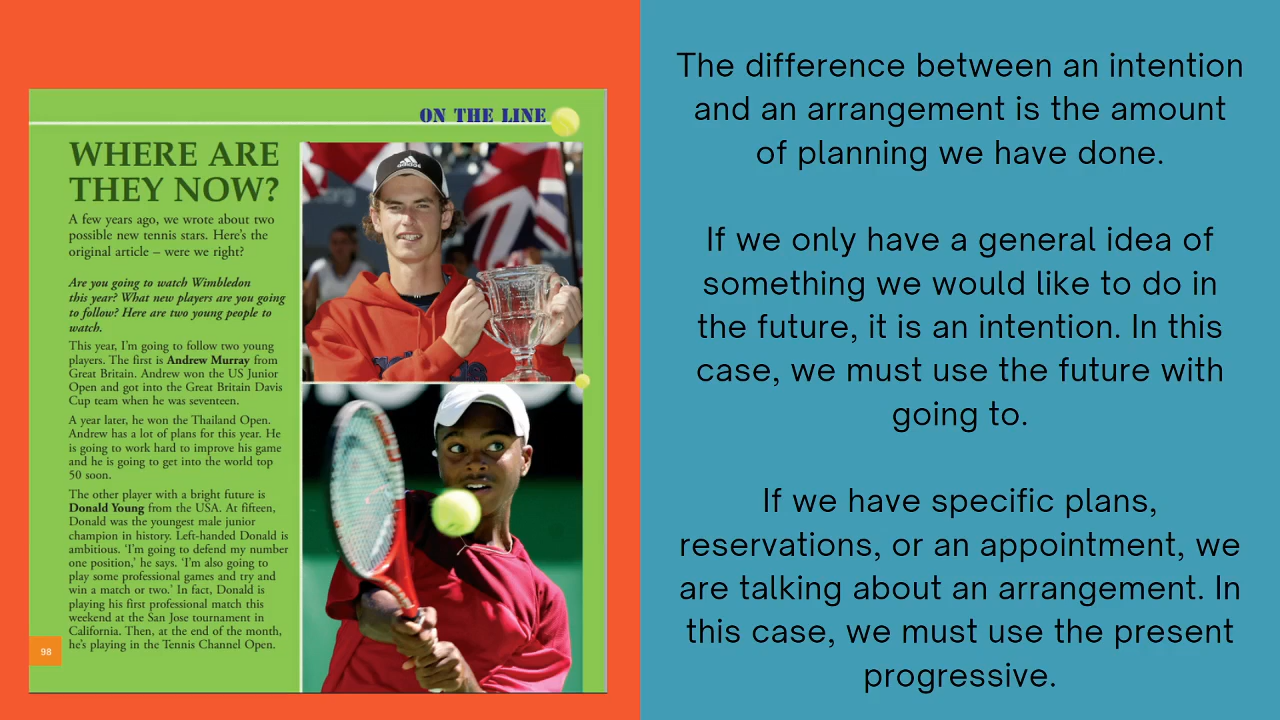 ON THE LINE
WHERE ARE
THEY NOW?
A few years ago, we wrote about two
possible new tennis stars. Here's the
original article – were we right?
Are you going to watch Wimbledon
this year? What new players are you going
to follow? Here are two young people to
watch.
This year, I'm going to follow two young
players. The first is Andrew Murray from
Great Britain. Andrew won the US Junior
Open and got into the Great Britain Davis
Cup team when he was seventeen.
A year later, he won the Thailand Open.
Andrew has a lot of plans for this year. He
is going to work hard to improve his game
and he is going to get into the world top
50 soon.
The other player with a bright future is
Donald Young from the USA. At fifteen,
Donald was the youngest male junior
champion in history. Left-handed Donald is
ambitious. 'I'm going to defend my number
one position,' he says. 'I'm also going to
play some professional games and try and
win a match or two.' In fact, Donald is
playing his first professional match this
weekend at the San Jose tournament in
California. Then, at the end of the month,
he's playing in the Tennis Channel Open.
98
adidas
The difference between an intention
and an arrangement is the amount
of planning we have done.
If we only have a general idea of
something we would like to do in
the future, it is an intention. In this
case, we must use the future with
going to.
If we have specific plans,
reservations, or an appointment, we
are talking about an arrangement. In
this case, we must use the present
progressive.